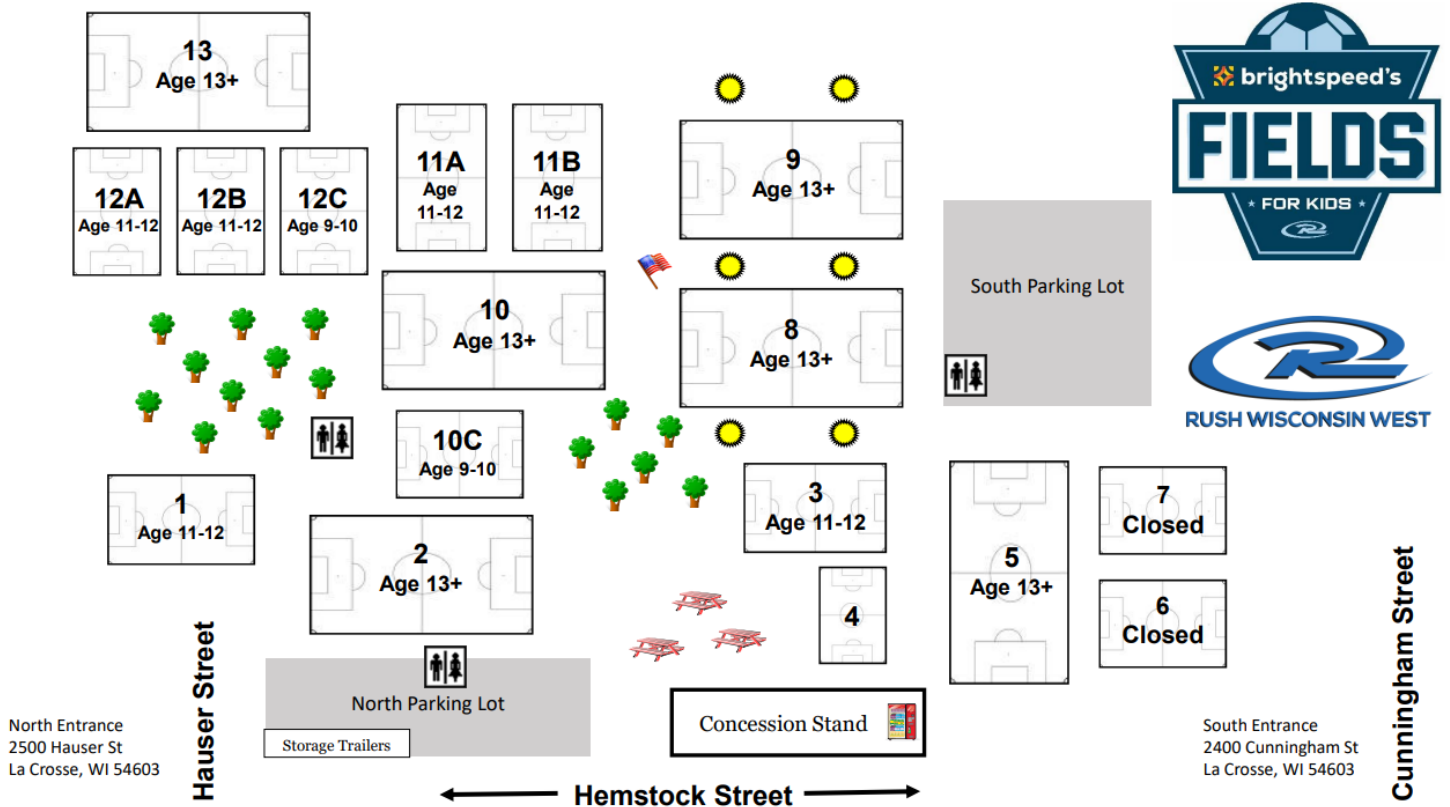 13
Age 13+
12A
Age 11-12
12B
Age 11-12
12C
Age 9-10
11A
Age
11-12
11B
Age
11-12
9
Age 13+
brightspeed's
FIELDS
* FOR KIDS *
R
10
Age 13+
8
Age 13+
South Parking Lot
R
RUSH WISCONSIN WEST
10C
Age 9-10
1
Age 11-12
2
Age 13+
3
Age 11-12
4
5
Age 13+
7
Closed
6
Closed
North Parking Lot
Storage Trailers
Concession Stand
North Entrance
2500 Hauser St
La Crosse, WI 54603
Hauser Street
South Entrance
2400 Cunningham St
La Crosse, WI 54603
Cunningham Street
Hemstock Street